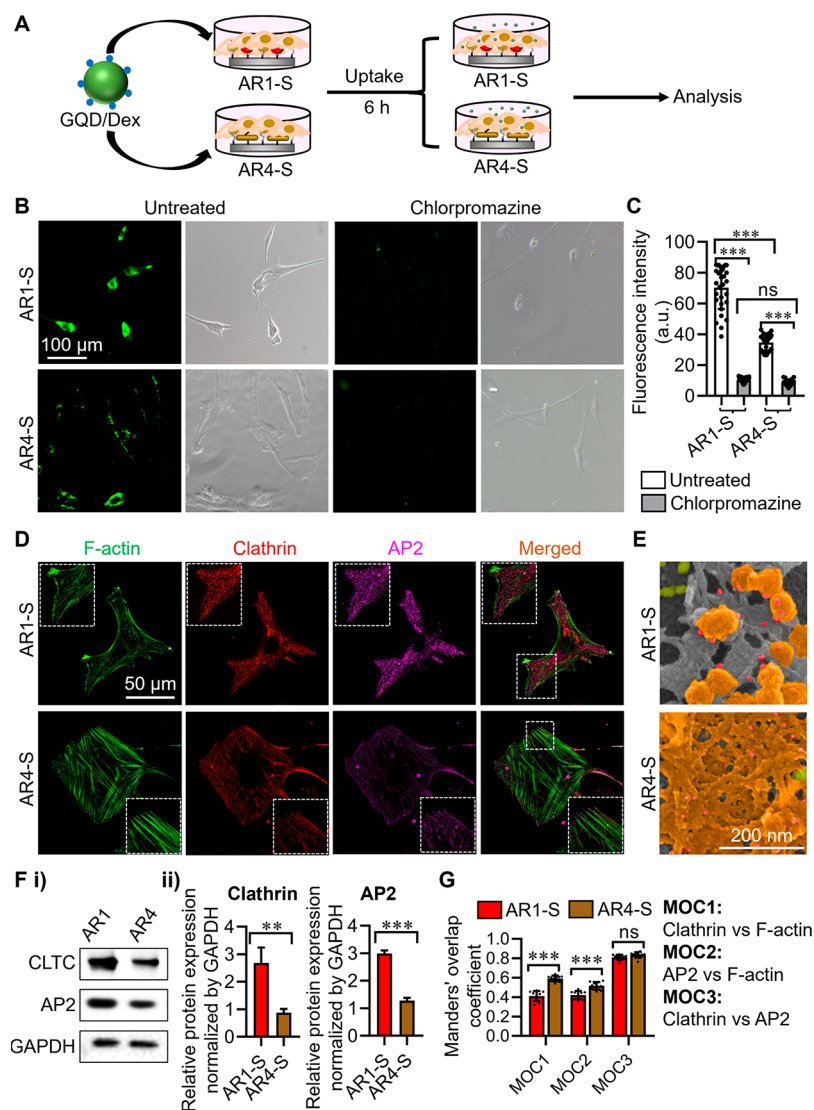 A
GQD/Dex
AR1-S
AR4-S
Uptake
6 h
AR1-S
AR4-S
Analysis
B
Untreated
Chlorpromazine
AR1-S
100 μm
AR4-S
C
Fluorescence intensity
(a.u.)
100
80
60
40
20
0
***
***
ns
***
AR1-S
AR4-S
Untreated
Chlorpromazine
D
F-actin
Clathrin
AP2
Merged
AR1-S
50 μm
AR4-S
E
AR1-S
AR4-S
200 nm
F i)
AR1
AR4
CLTC
AP2
GAPDH
ii)
Clathrin
Relative protein expression
normalized by GAPDH
4
3
2
1
0
**
AR1-S
AR4-S
AP2
Relative protein expression
normalized by GAPDH
4
3
2
1
0
***
AR1-S
AR4-S
G
AR1-S
AR4-S
Manders' overlap
coefficient
1.0
0.8
0.6
0.4
0.2
0.0
***
***
ns
MOC1
MOC2
MOC3
MOC1:
Clathrin vs F-actin
MOC2:
AP2 vs F-actin
MOC3:
Clathrin vs AP2